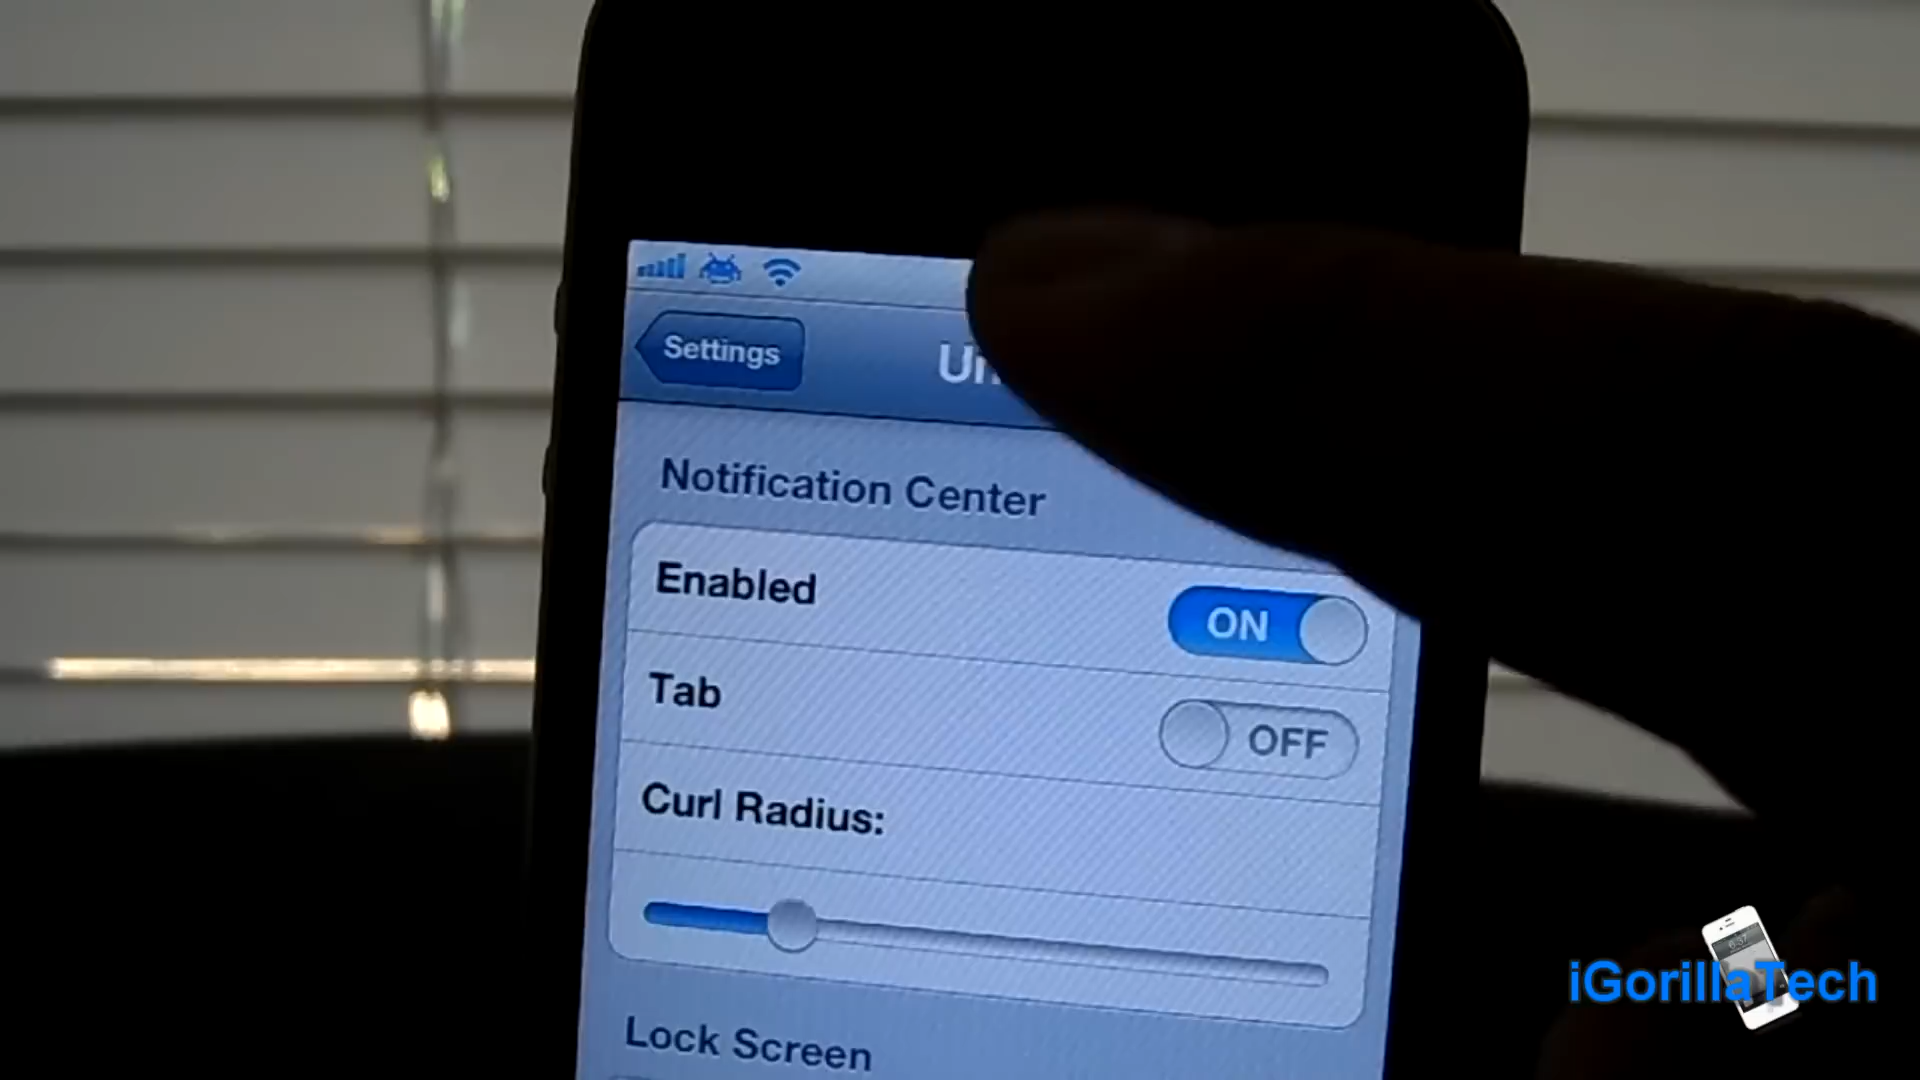 Settings
Notification Center
Enabled
ON
Tab
OFF
Curl Radius:
Lock Screen
iGorillaTech